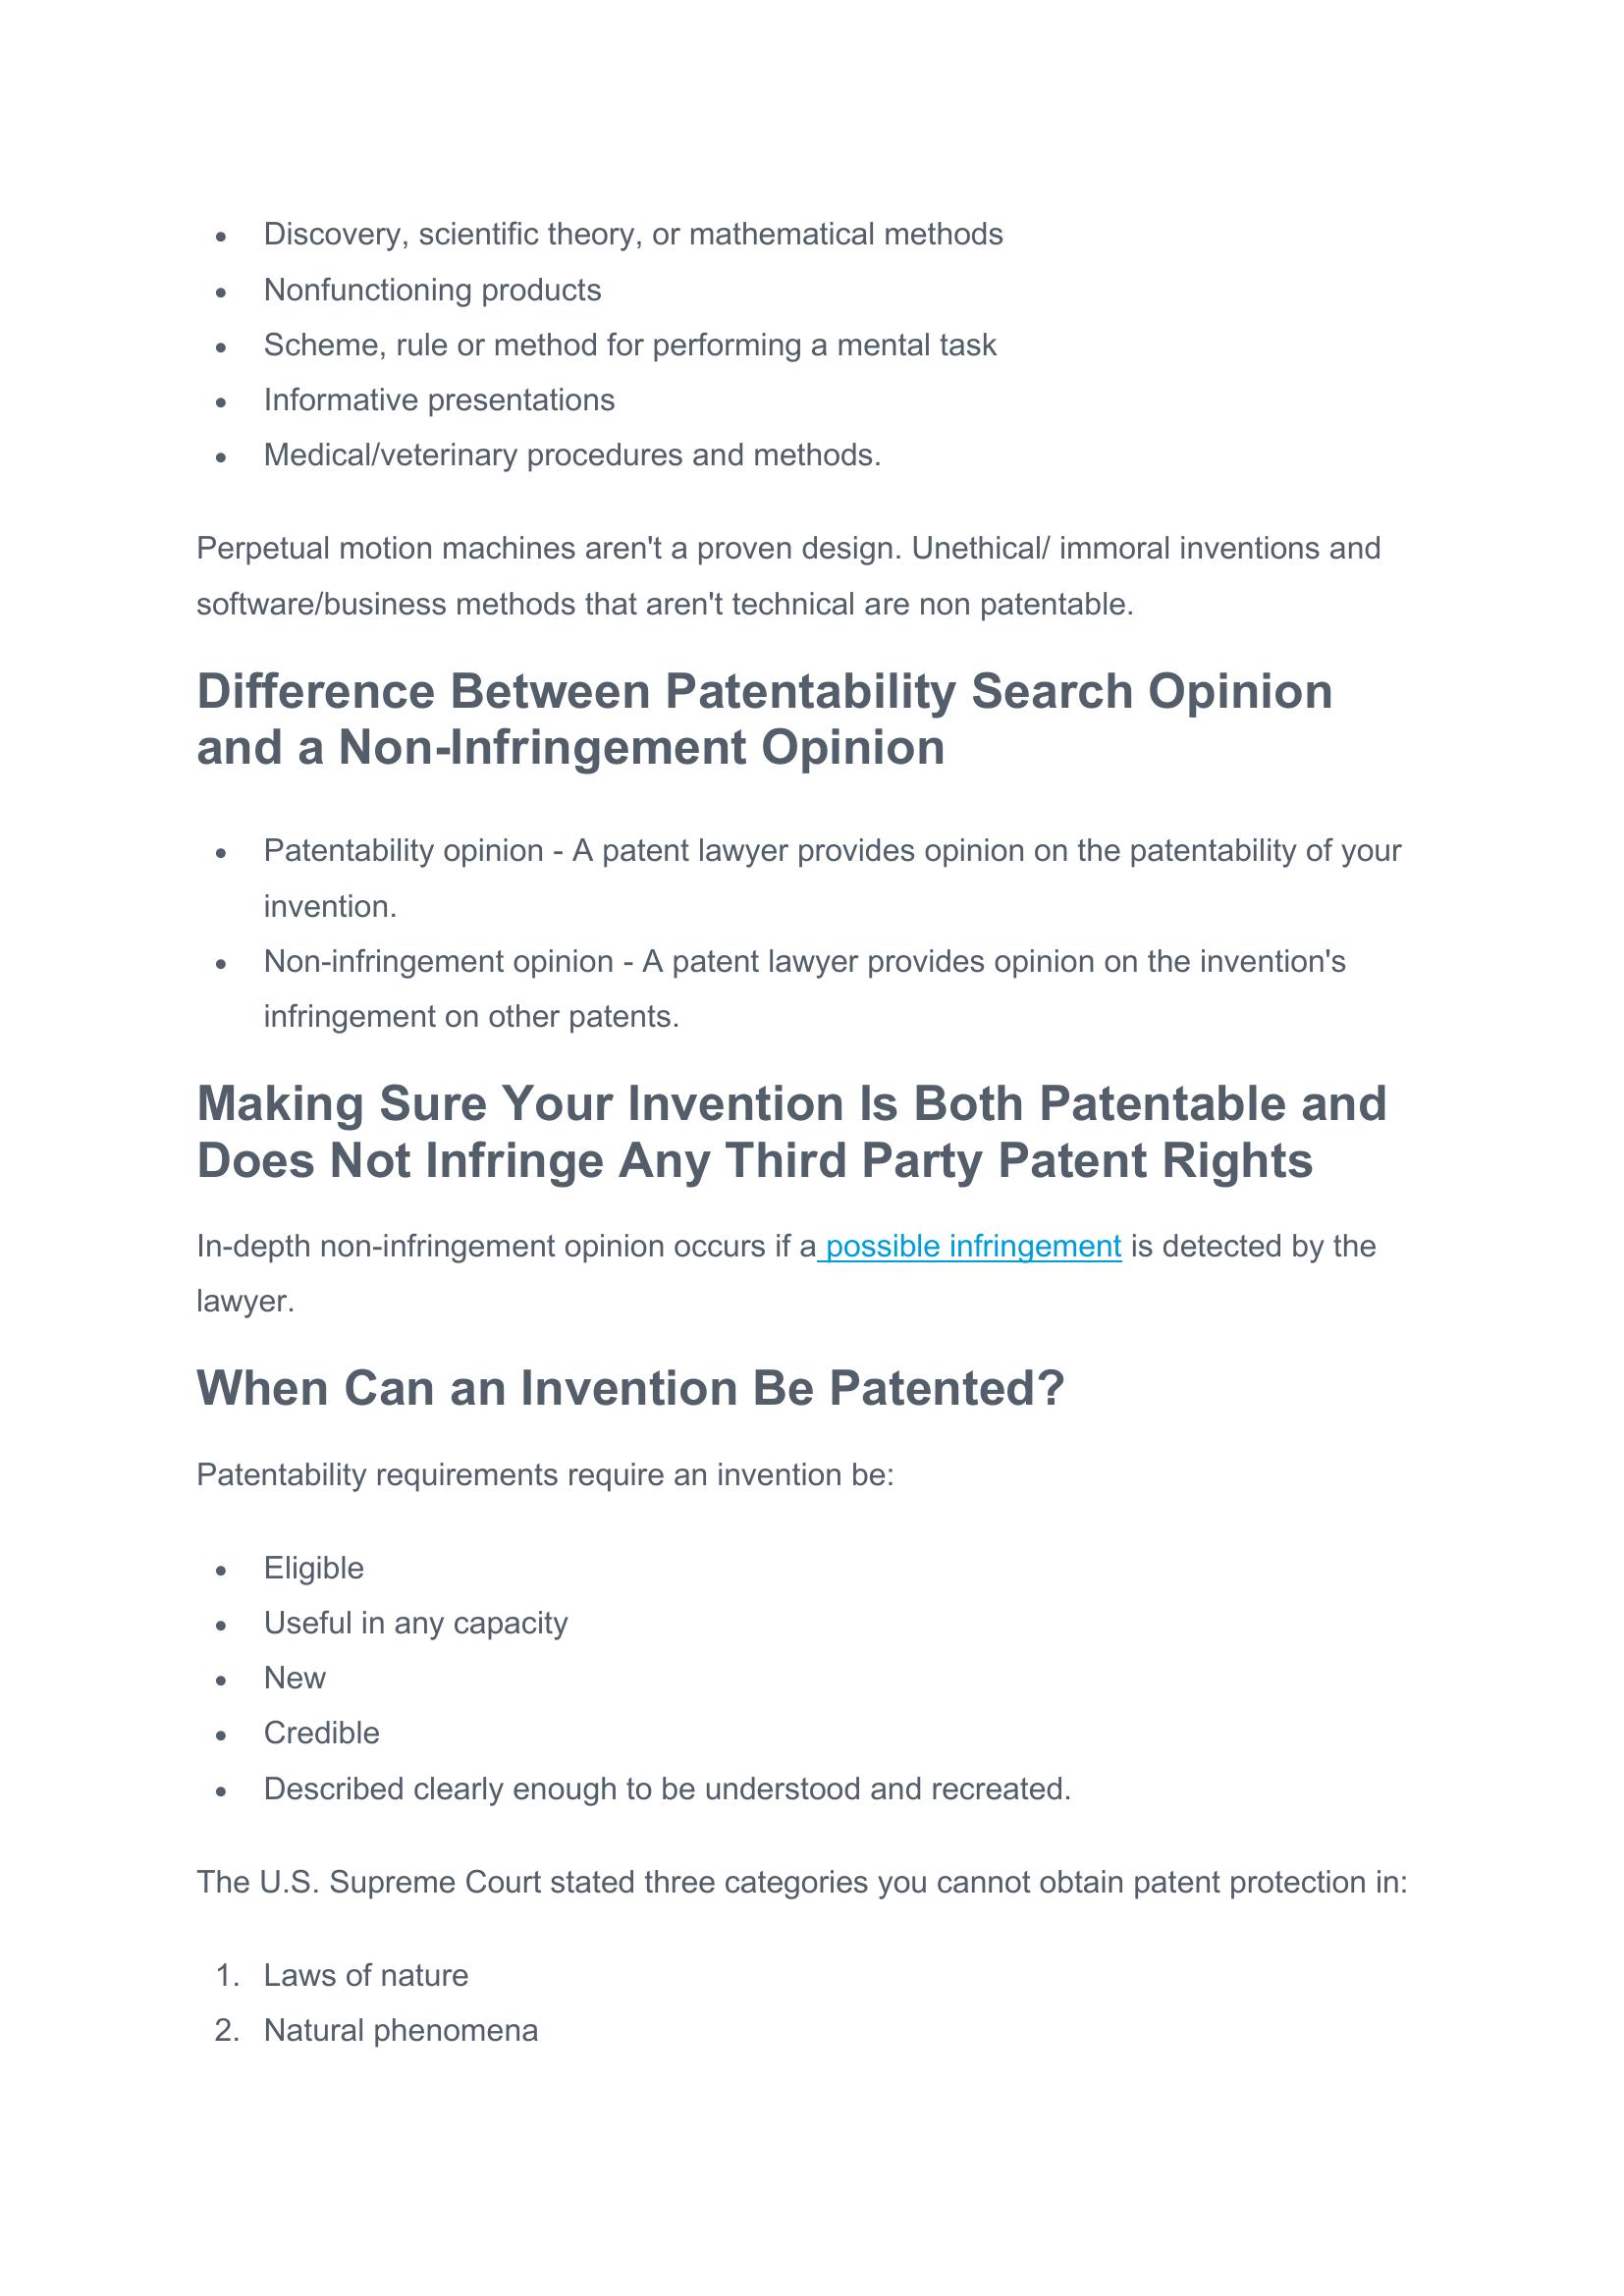 • Discovery, scientific theory, or mathematical methods
• Nonfunctioning products
• Scheme, rule or method for performing a mental task
• Informative presentations
• Medical/veterinary procedures and methods.
Perpetual motion machines aren't a proven design. Unethical/ immoral inventions and
software/business methods that aren't technical are non patentable.
Difference Between Patentability Search Opinion
and a Non-Infringement Opinion
• Patentability opinion - A patent lawyer provides opinion on the patentability of your
invention.
• Non-infringement opinion - A patent lawyer provides opinion on the invention's
infringement on other patents.
Making Sure Your Invention Is Both Patentable and
Does Not Infringe Any Third Party Patent Rights
In-depth non-infringement opinion occurs if a possible infringement is detected by the
lawyer.
When Can an Invention Be Patented?
Patentability requirements require an invention be:
• Eligible
• Useful in any capacity
• New
• Credible
• Described clearly enough to be understood and recreated.
The U.S. Supreme Court stated three categories you cannot obtain patent protection in:
1. Laws of nature
2. Natural phenomena